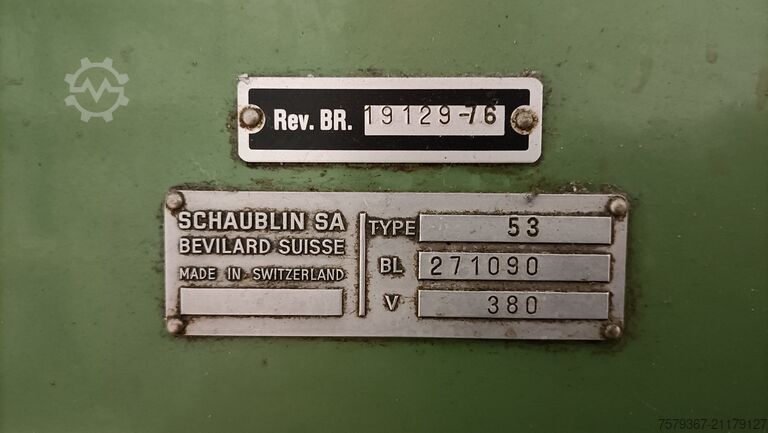 Rev. BR. 19129-76
SCHAUBLIN SA
BEVILARD SUISSE
MADE IN SWITZERLAND
TYPE 53
BL 271090
V 380
7579367-21179127